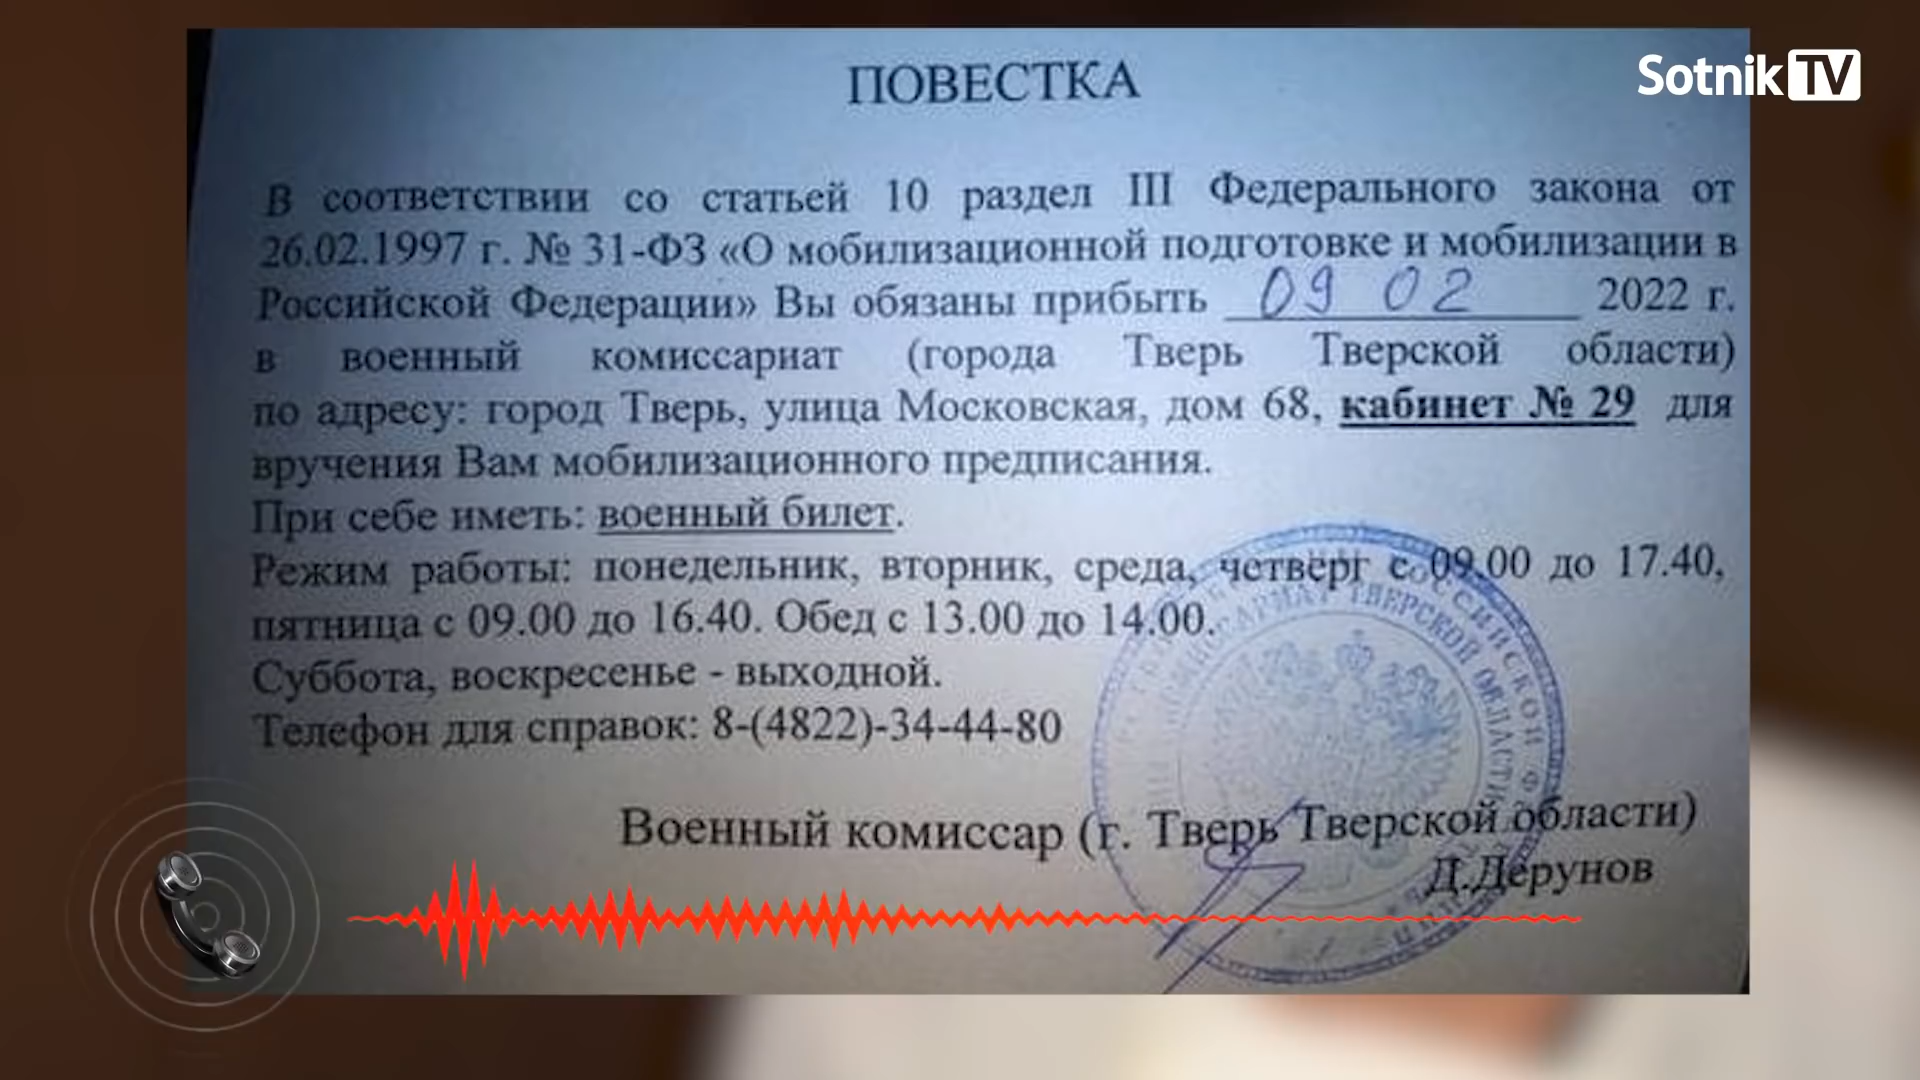 Sotnik TV
ПОВЕСТКА
В соответствии со статьей 10 раздел III Федерального закона от
26.02.1997 г. № 31-ФЗ «О мобилизационной подготовке и мобилизации в
Российской Федерации» Вы обязаны прибыть 09 02 2022 г.
в военный комиссариат (города Тверь Тверской области)
по адресу: город Тверь, улица Московская, дом 68, кабинет № 29 для
вручения Вам мобилизационного предписания.
При себе иметь: военный билет.
Режим работы: понедельник, вторник, среда, четверг с 09.00 до 17.40,
пятница с 09.00 до 16.40. Обед с 13.00 до 14.00.
Суббота, воскресенье - выходной.
Телефон для справок: 8-(4822)-34-44-80
Военный комиссар (г. Тверь Тверской области)
Д.Дерунов
ТВЕРСКОЙ ОБЛАСТИ
РОССИЙСКОЙ